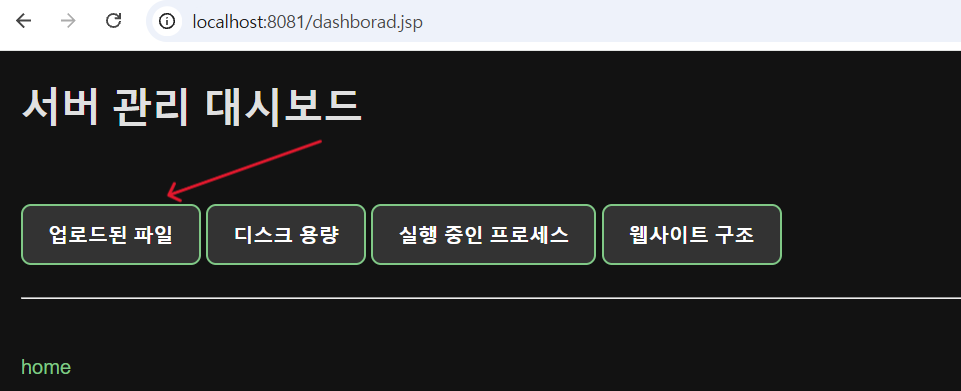 localhost:8081/dashborad.jsp
서버 관리 대시보드
업로드된 파일 디스크 용량 실행 중인 프로세스 웹사이트 구조
home